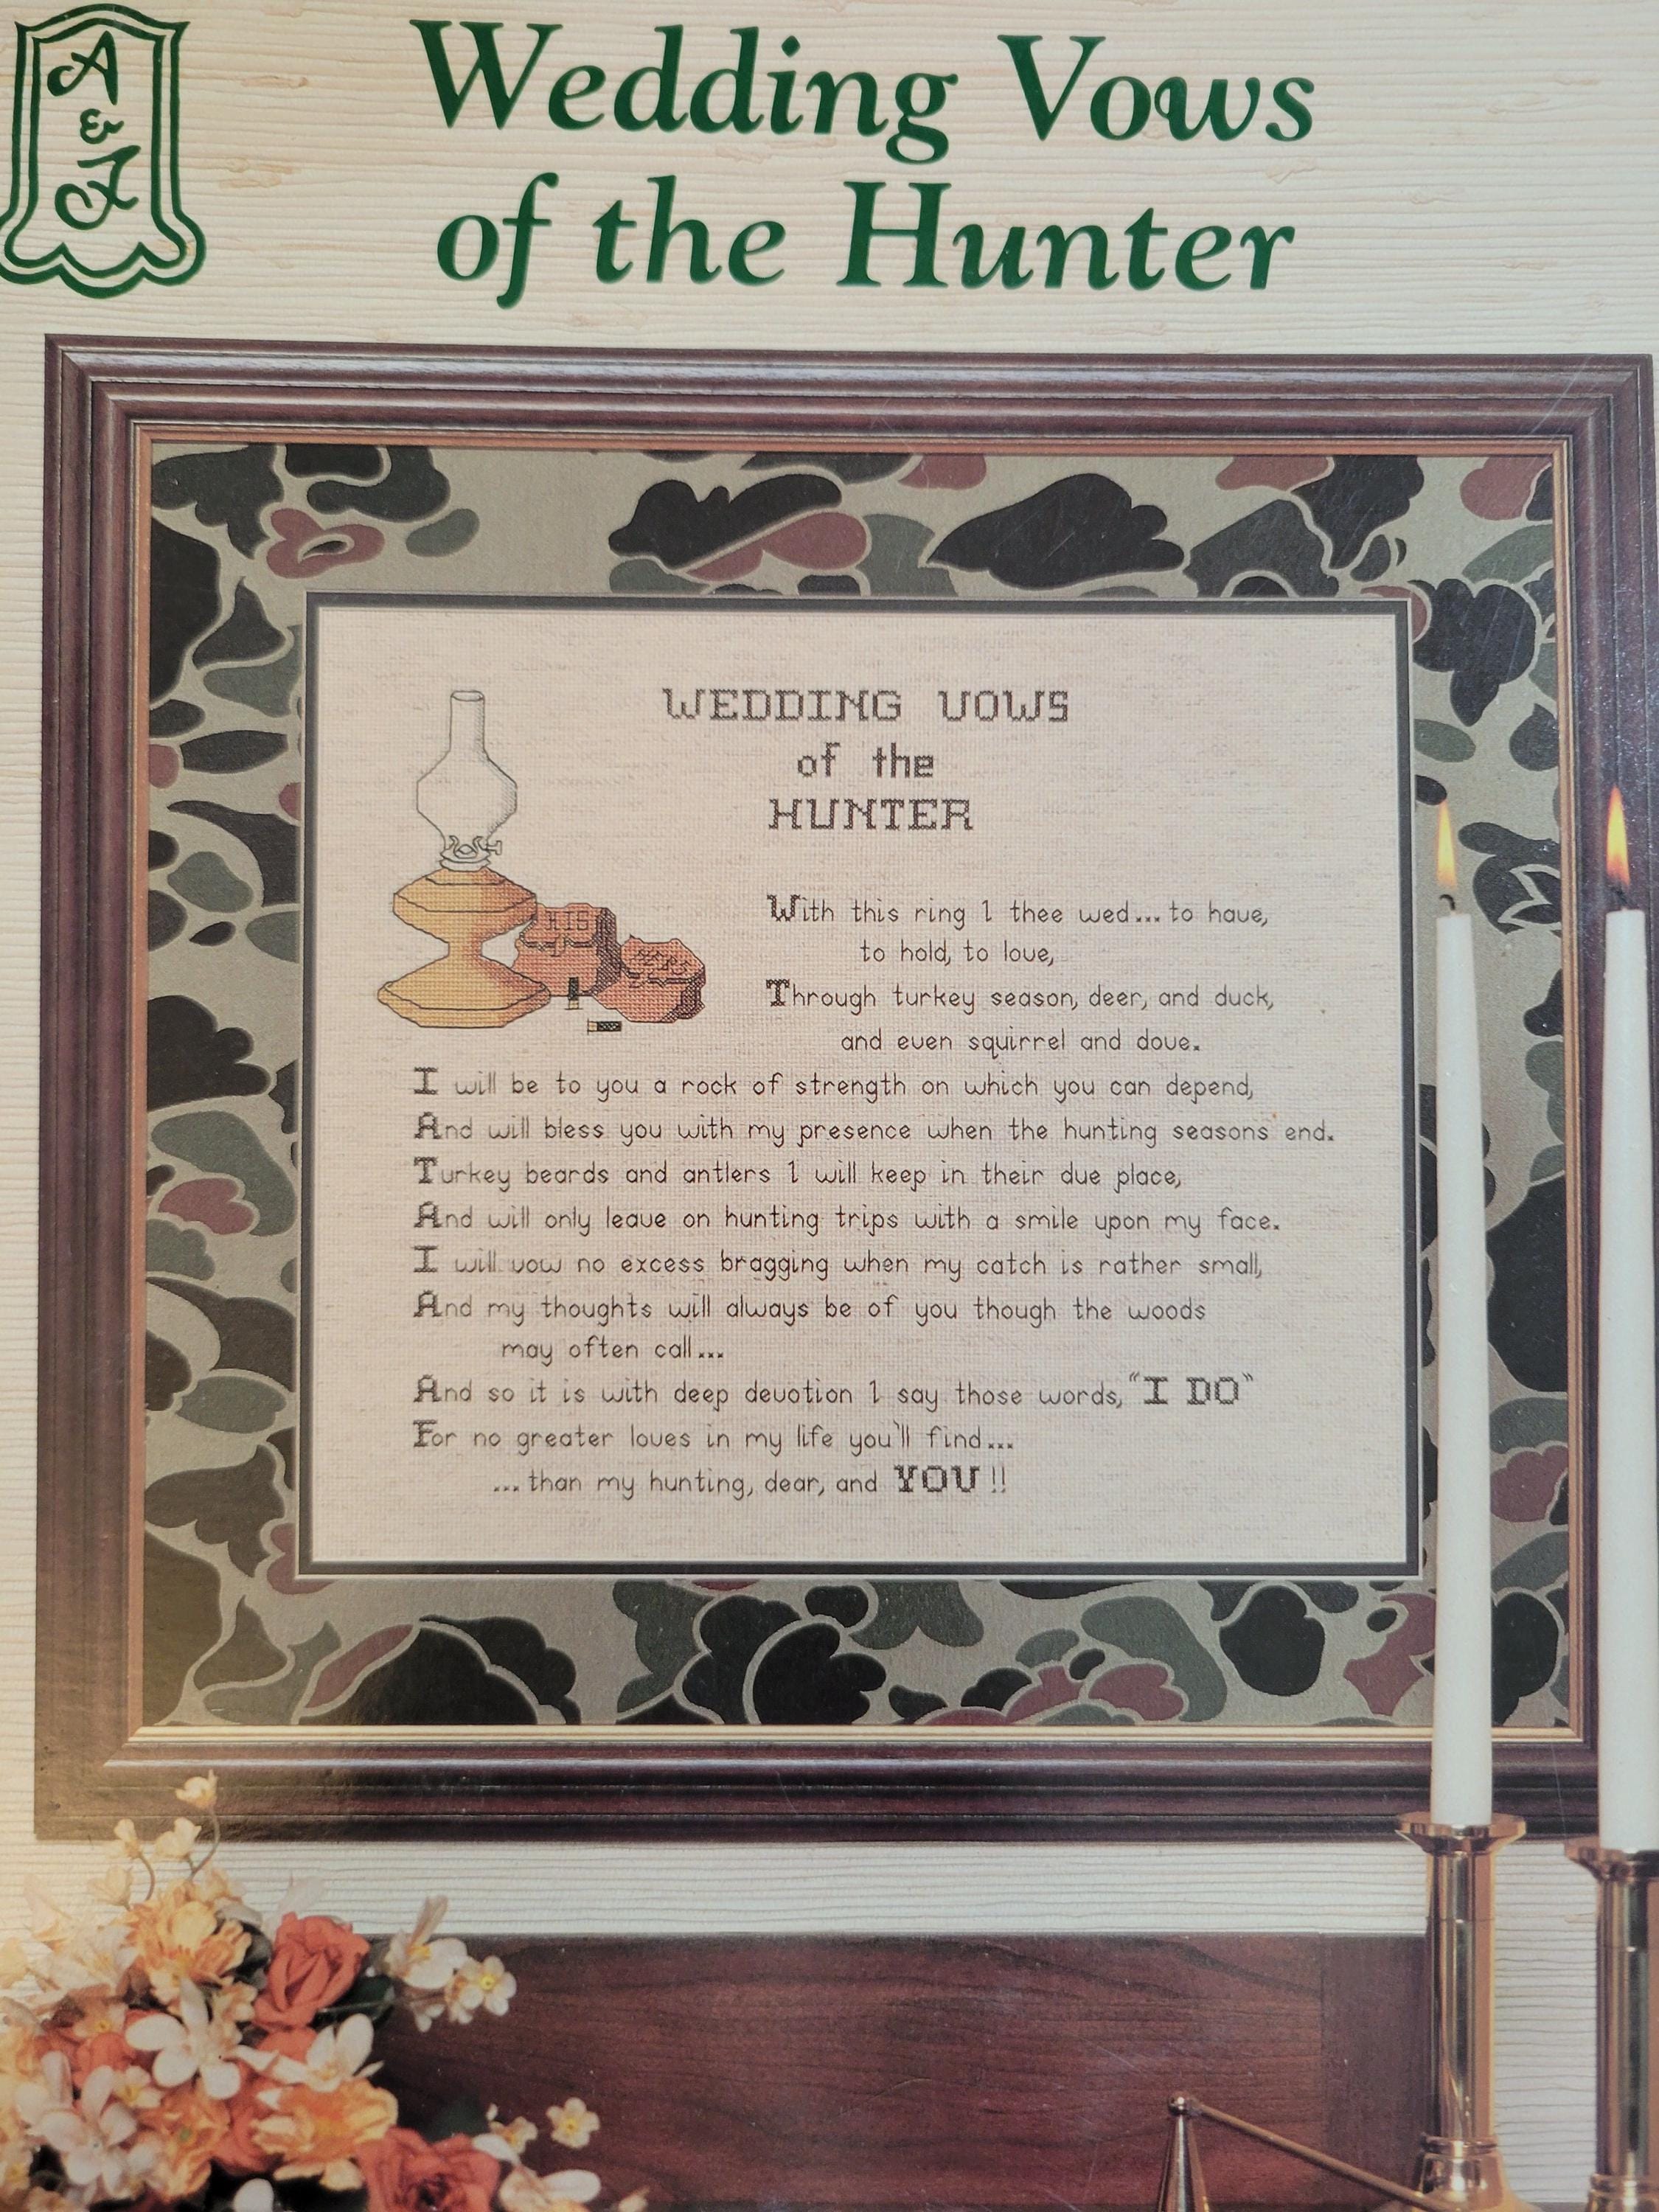 A
&
J
Wedding Vows
of the Hunter
WEDDING VOWS
of the
HUNTER
HIS
HERS
With this ring I thee wed... to have,
to hold, to love,
Through turkey season, deer, and duck,
and even squirrel and dove.
I will be to you a rock of strength on which you can depend,
And will bless you with my presence when the hunting seasons end.
Turkey beards and antlers I will keep in their due place,
And will only leave on hunting trips with a smile upon my face.
I will vow no excess bragging when my catch is rather small,
And my thoughts will always be of you though the woods
may often call...
And so it is with deep devotion I say those words, "I DO"
For no greater loves in my life you'll find...
...than my hunting, dear, and YOU!!